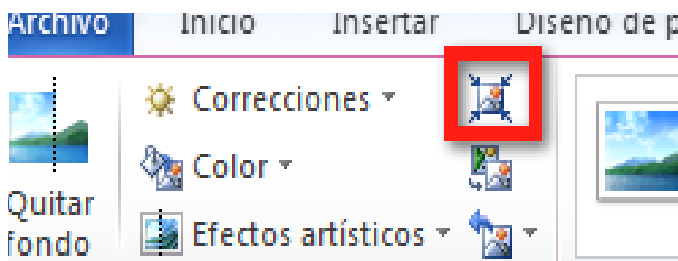 Archivo Inicio Insertar Diseño de p
Correcciones
Color
Quitar
fondo
Efectos artísticos